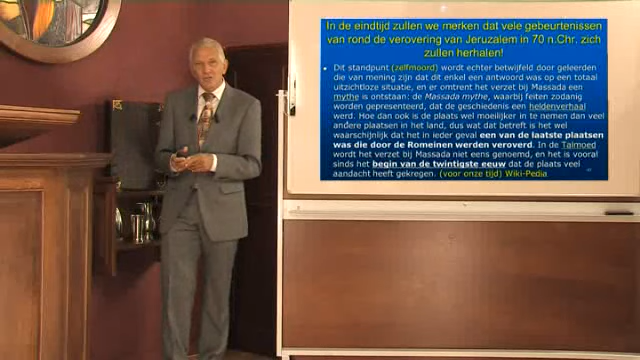 In de eindtijd zullen we merken dat vele gebeurtenissen
van rond de verovering van Jeruzalem in 70 n.Chr. zich
zullen herhalen!
• Dit standpunt (zelfmoord) wordt echter betwijfeld door geleerden
die van mening zijn dat dit enkel een antwoord was op een totaal
uitzichtloze situatie, en er omtrent het verzet bij Massada een
mythe is ontstaan: de Massada mythe, waarbij feiten zodanig
werden gepresenteerd, dat de geschiedenis een heldenverhaal
werd. Hoe dan ook is de plaats wel moeilijker in te nemen dan vel
andere plaatsen in het land, dus wat dat betreft is het wel
waarschijnlijk dat het in ieder geval een van de laatste plaatsen
was die door de Romeinen werden veroverd. In de Talmoed
wordt het verzet bij Massada niet eens genoemd, en het is vooral
sinds het begin van de twintigste eeuw dat de plaats veel
aandacht heeft gekregen. (voor onze tijd) Wiki-Pedia